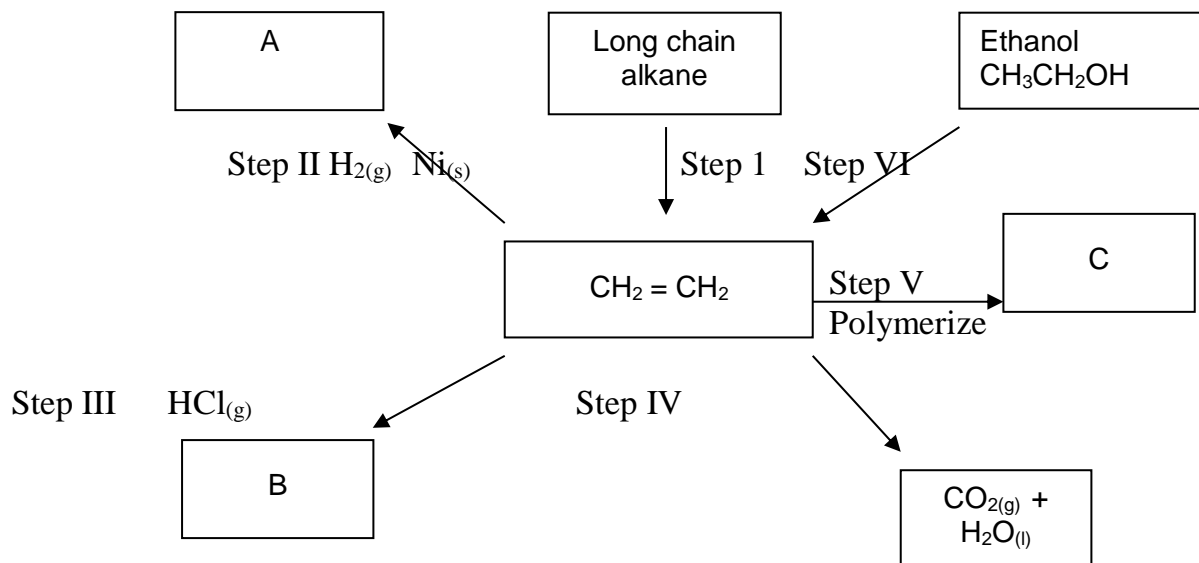 A
Long chain
alkane
Ethanol
CH₃CH₂OH
Step II H₂(g) Ni(s)
Step 1
Step VI
CH₂ = CH₂
Step V
Polymerize
C
Step III HCl(g)
Step IV
B
CO₂(g) +
H₂O(l)